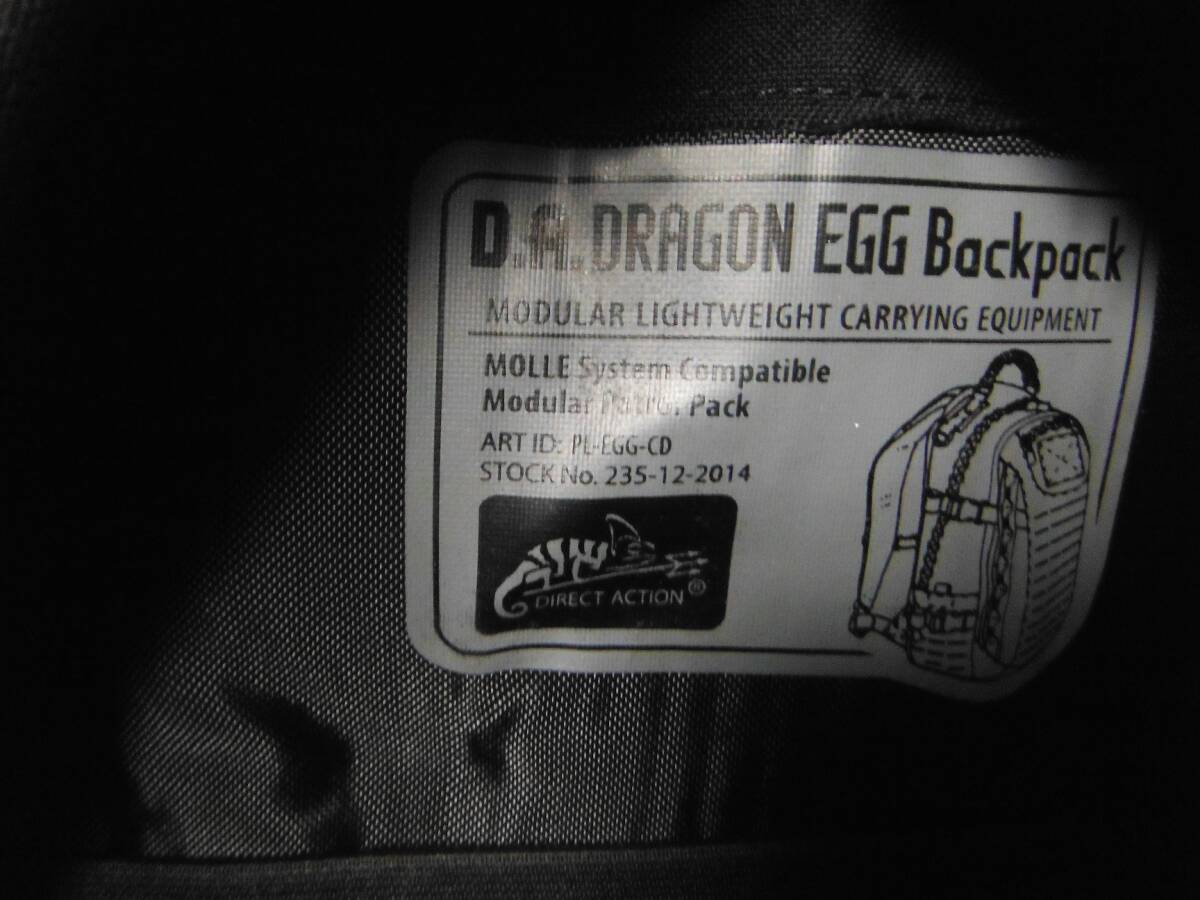 D.A. DRAGON EGG Backpack
MODULAR LIGHTWEIGHT CARRYING EQUIPMENT
MOLLE System Compatible
Modular Patrol Pack
ART ID: PL-EGG-CD
STOCK No. 235-12-2014
DIRECT ACTION ®